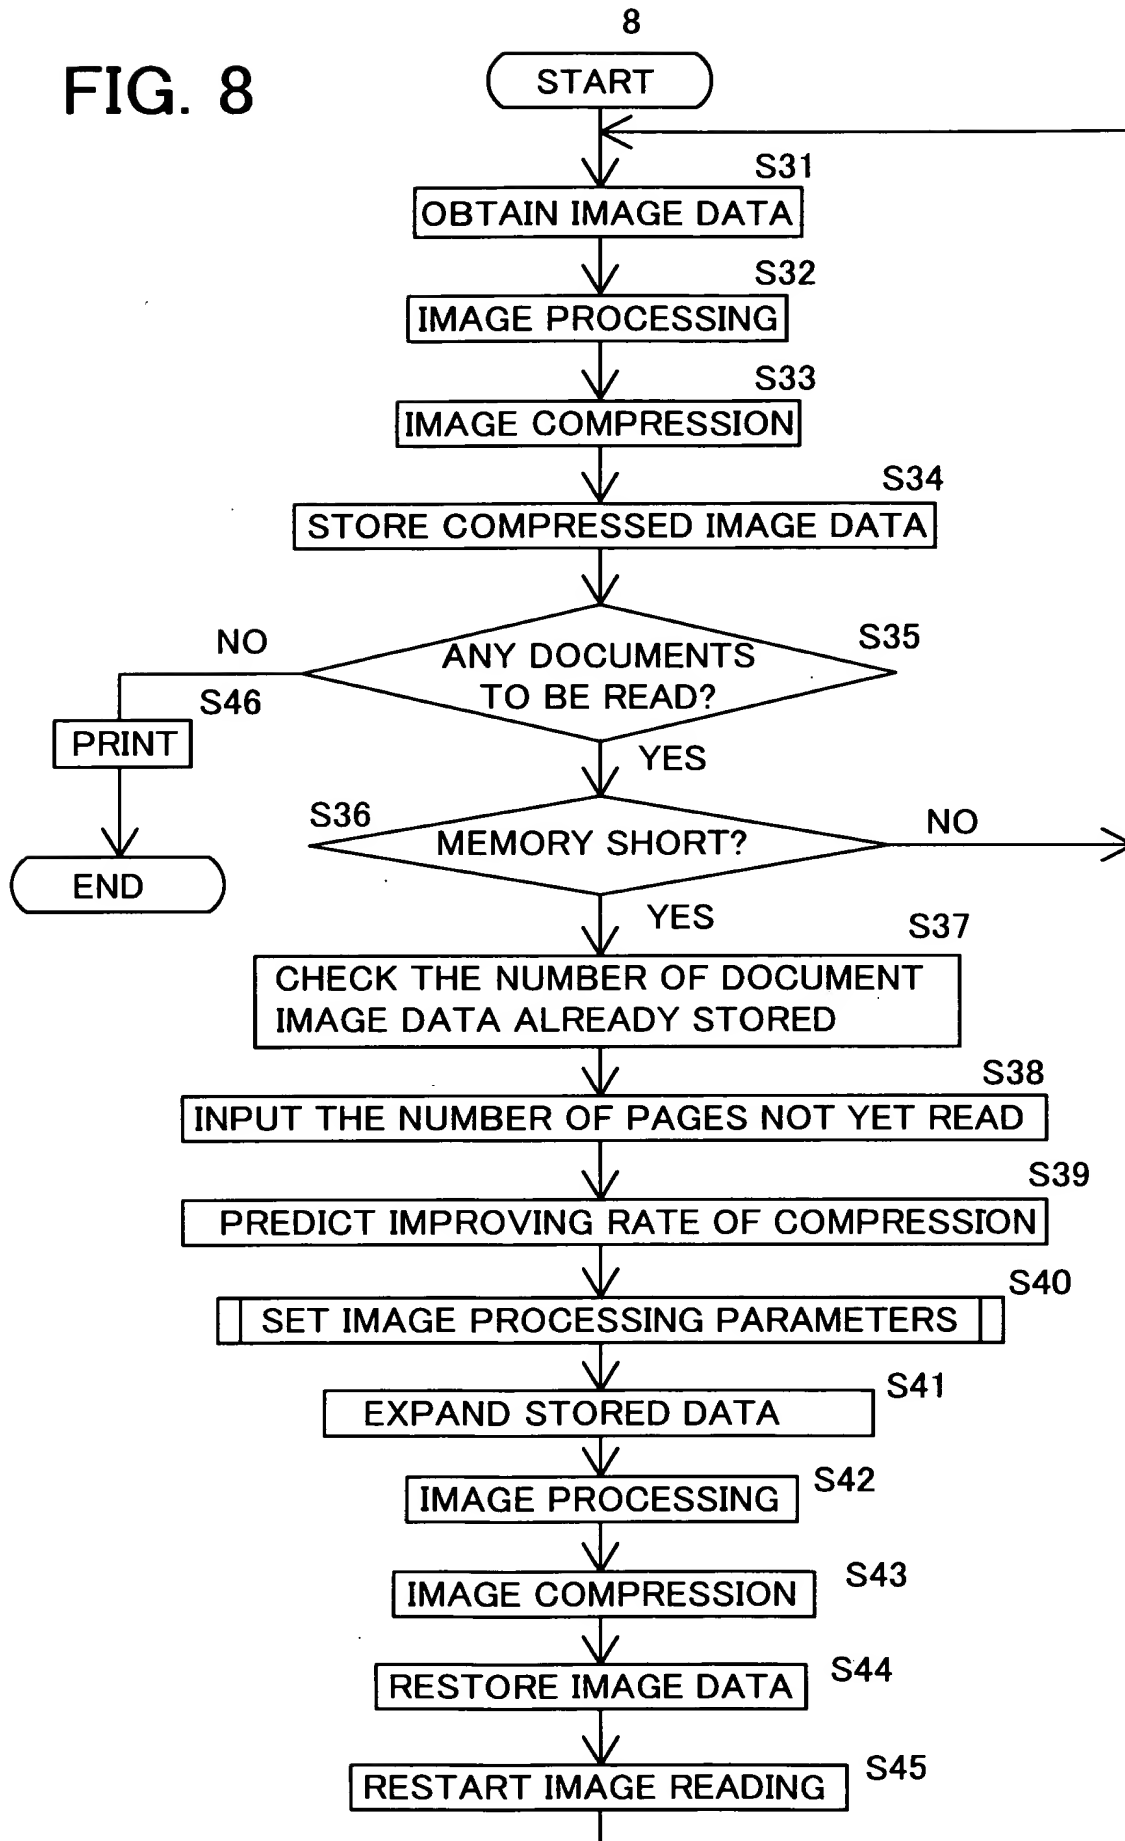 8
FIG. 8
START
S31
OBTAIN IMAGE DATA
S32
IMAGE PROCESSING
S33
IMAGE COMPRESSION
S34
STORE COMPRESSED IMAGE DATA
S35
ANY DOCUMENTS
TO BE READ?
NO
S46
PRINT
END
YES
S36
MEMORY SHORT?
NO
YES
S37
CHECK THE NUMBER OF DOCUMENT
IMAGE DATA ALREADY STORED
S38
INPUT THE NUMBER OF PAGES NOT YET READ
S39
PREDICT IMPROVING RATE OF COMPRESSION
S40
SET IMAGE PROCESSING PARAMETERS
S41
EXPAND STORED DATA
S42
IMAGE PROCESSING
S43
IMAGE COMPRESSION
S44
RESTORE IMAGE DATA
S45
RESTART IMAGE READING